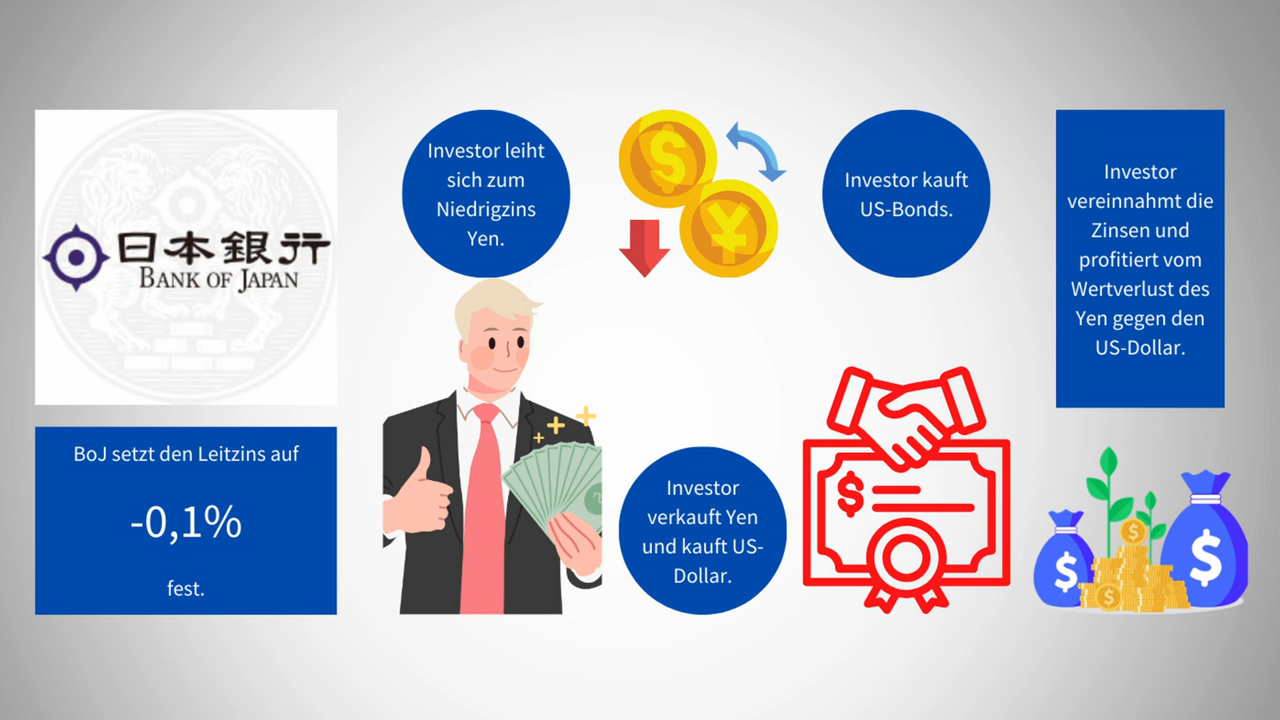 日本銀行
BANK OF JAPAN
BoJ setzt den Leitzins auf
-0,1%
fest.
Investor leiht
sich zum
Niedrigzins
Yen.
$
¥
Investor
verkauft Yen
und kauft US-
Dollar.
Investor kauft
US-Bonds.
$
Investor
vereinnahmt die
Zinsen und
profitiert vom
Wertverlust des
Yen gegen den
US-Dollar.
$
$
$
$